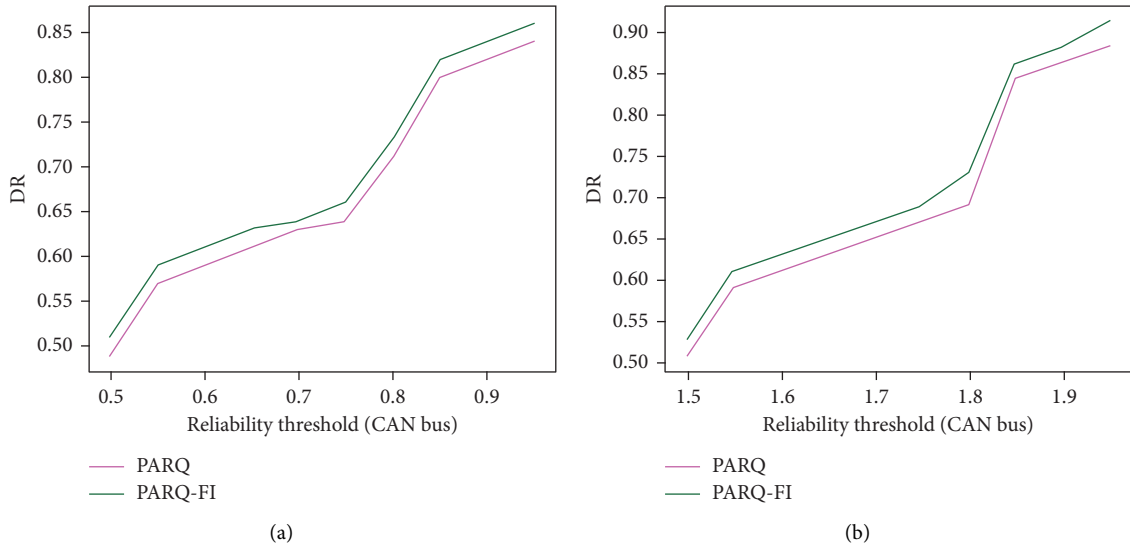 0.85
0.80
0.75
0.70
0.65
0.60
0.55
0.50
DR
0.5 0.6 0.7 0.8 0.9
Reliability threshold (CAN bus)
PARQ
PARQ-FI
(a)
0.90
0.85
0.80
0.75
0.70
0.65
0.60
0.55
0.50
DR
1.5 1.6 1.7 1.8 1.9
Reliability threshold (CAN bus)
PARQ
PARQ-FI
(b)